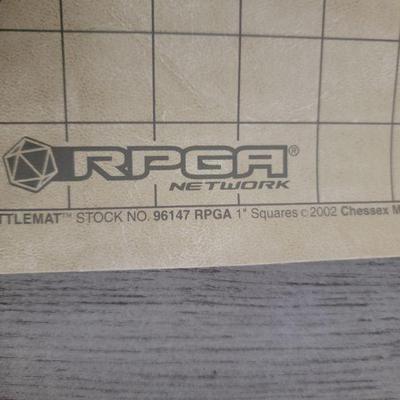 RPGA®
NETWORK
TTLEMAT™ STOCK NO. 96147 RPGA 1" Squares © 2002 Chessex M